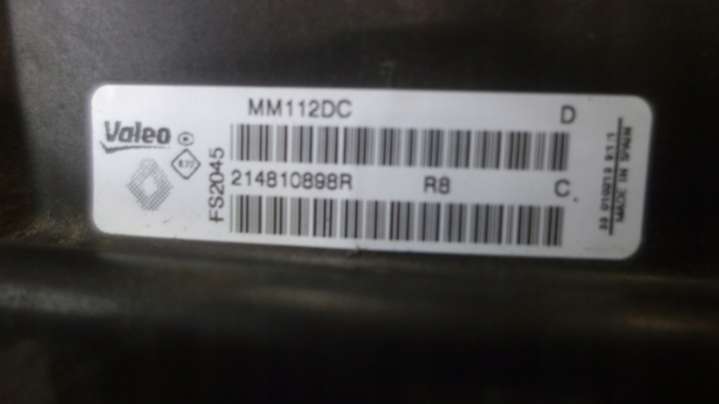 MM112DC D
Valeo
FS2045
214810898R R8 C
MADE IN SPAIN